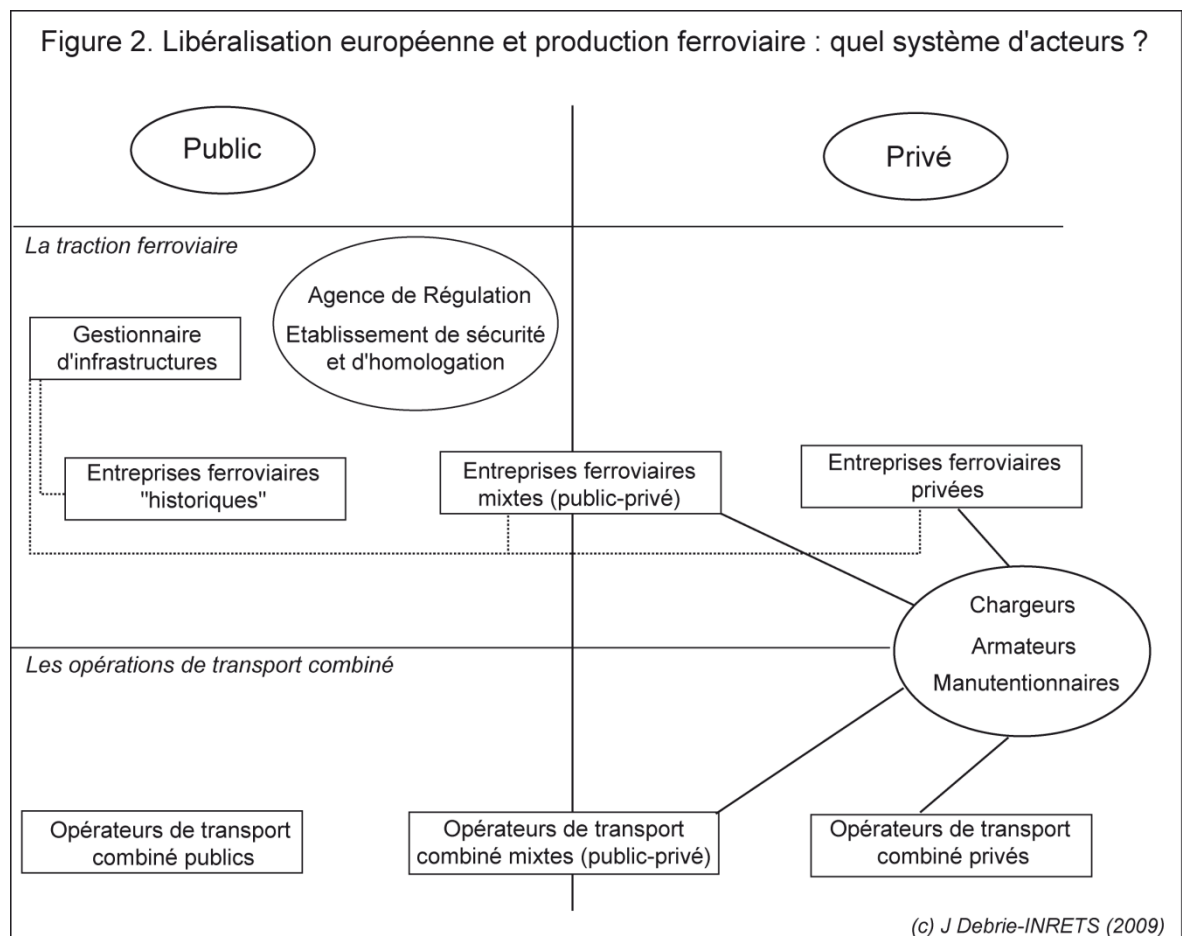 Figure 2. Libéralisation européenne et production ferroviaire : quel système d'acteurs ?
Public
Privé
La traction ferroviaire
Agence de Régulation
Etablissement de sécurité
et d'homologation
Gestionnaire
d'infrastructures
Entreprises ferroviaires
"historiques"
Entreprises ferroviaires
mixtes (public-privé)
Entreprises ferroviaires
privées
Chargeurs
Armateurs
Manutentionnaires
Les opérations de transport combiné
Opérateurs de transport
combiné publics
Opérateurs de transport
combiné mixtes (public-privé)
Opérateurs de transport
combiné privés
(c) J Debrie-INRETS (2009)